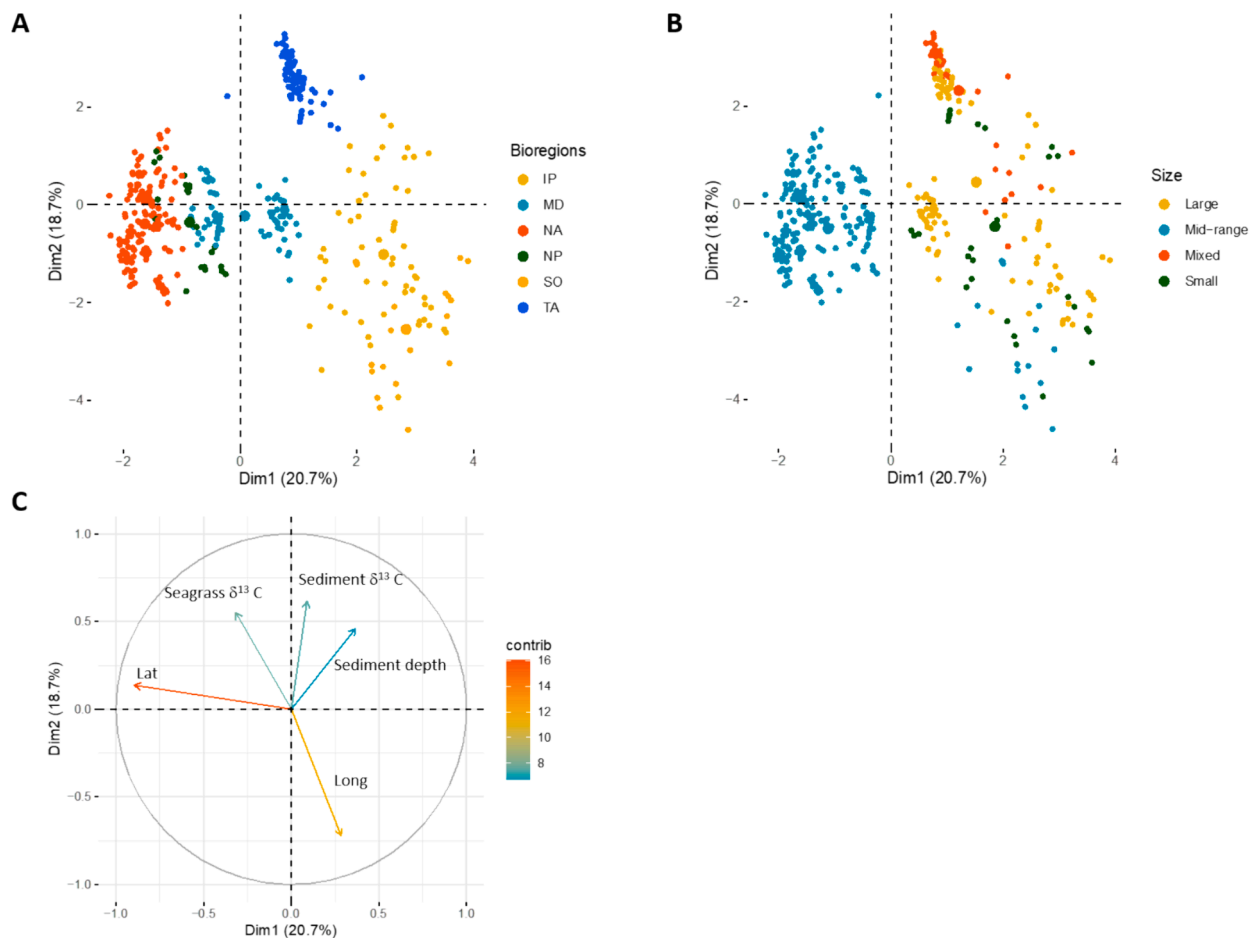 A
2
0
−2
−4
Dim2 (18.7%)
−2
0
2
4
Dim1 (20.7%)
Bioregions
IP
MD
NA
NP
SO
TA
B
2
0
−2
−4
Dim2 (18.7%)
−2
0
2
4
Dim1 (20.7%)
Size
Large
Mid−range
Mixed
Small
C
1.0
0.5
0.0
−0.5
−1.0
Dim2 (18.7%)
Seagrass δ¹³ C
Sediment δ¹³ C
Sediment depth
Lat
Long
−1.0
−0.5
0.0
0.5
1.0
Dim1 (20.7%)
contrib
16
14
12
10
8